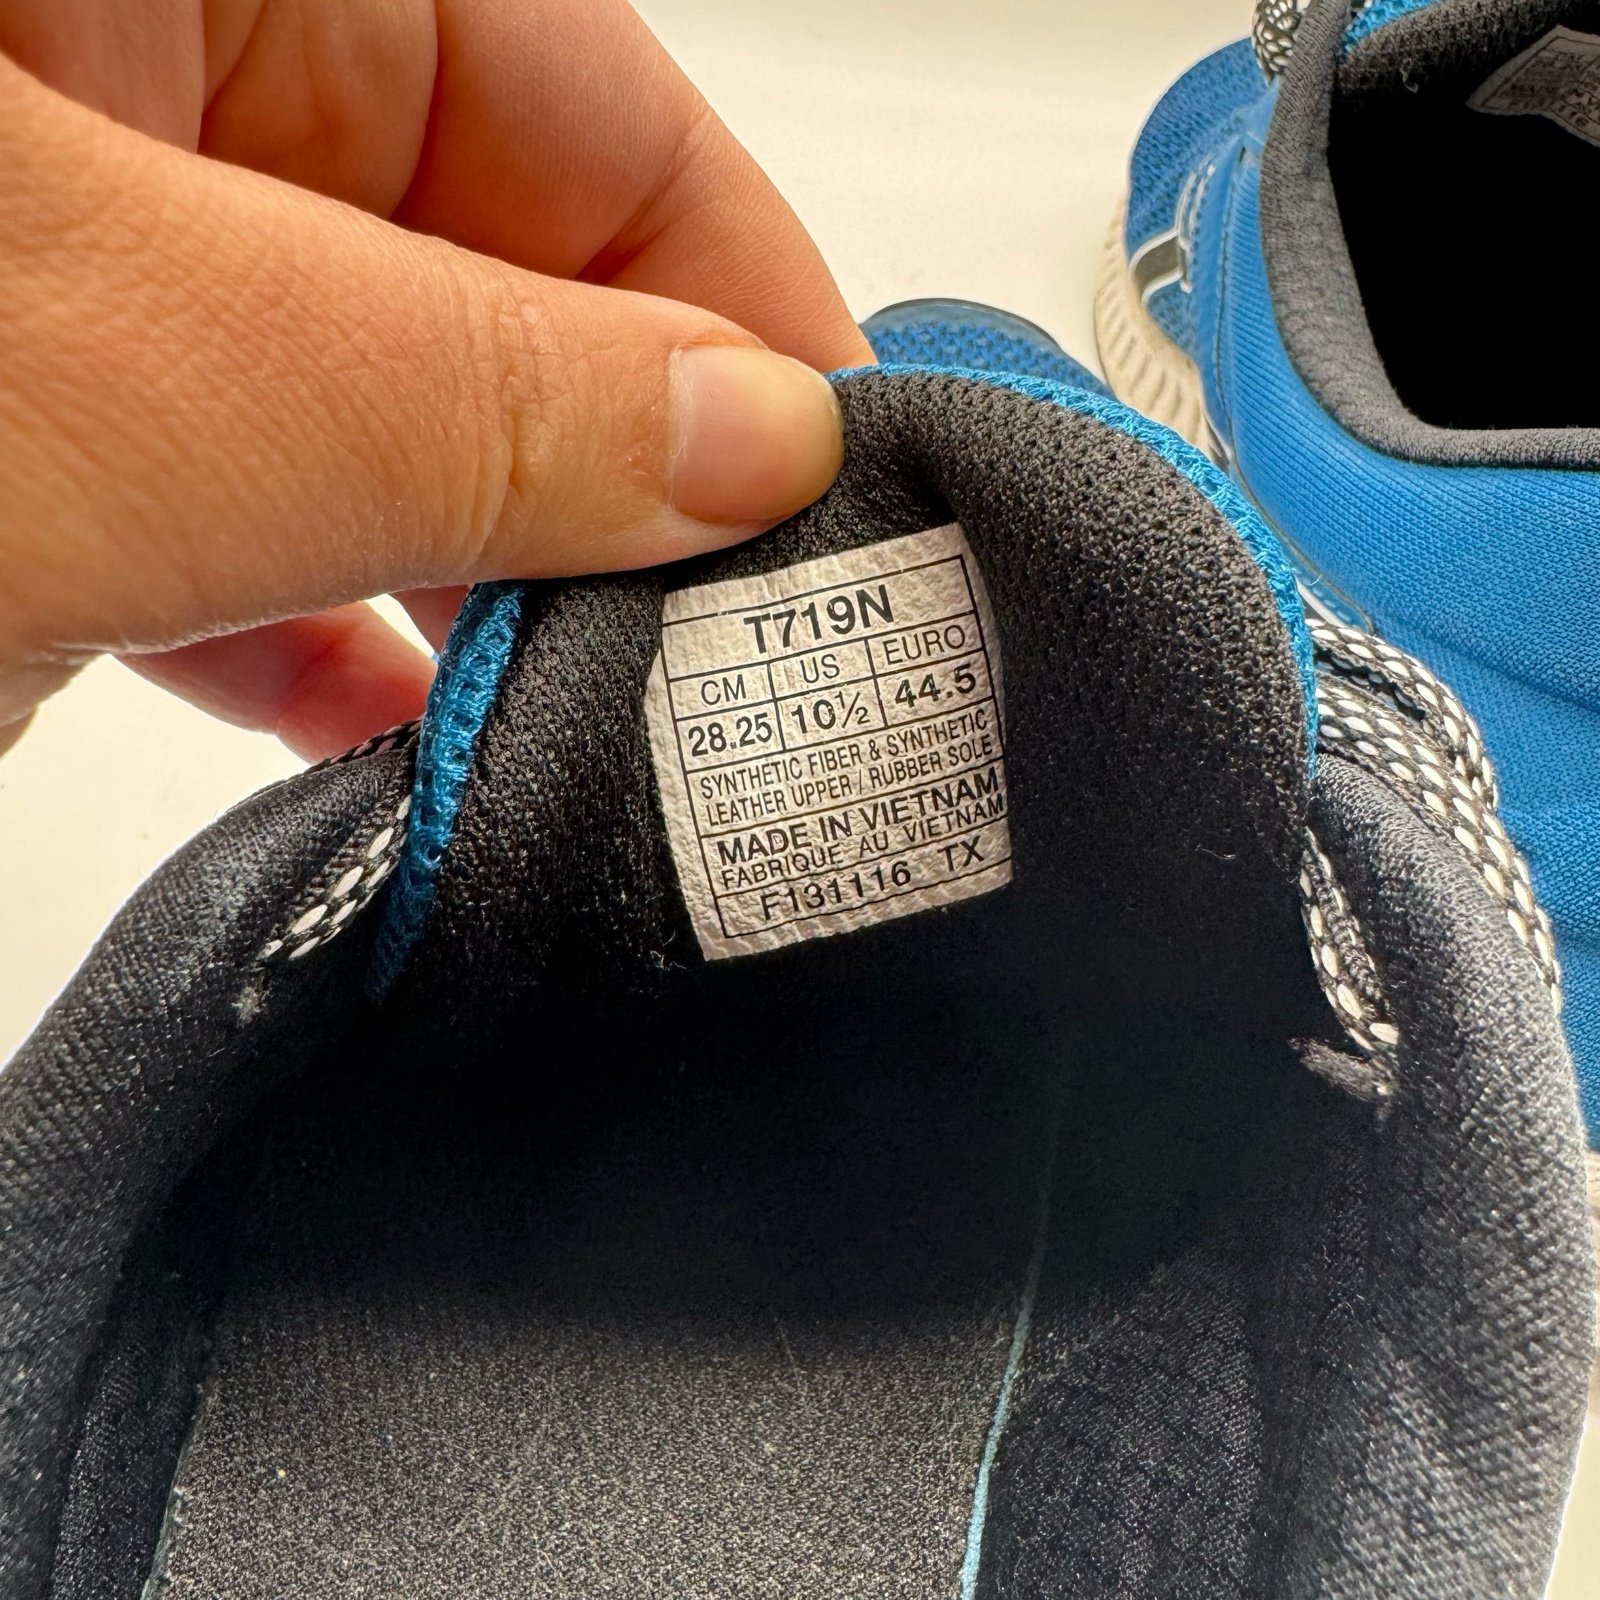 T719N
CM US EURO
28.25 10½ 44.5
SYNTHETIC FIBER & SYNTHETIC
LEATHER UPPER / RUBBER SOLE
MADE IN VIETNAM
FABRIQUE AU VIETNAM
F131116 TX